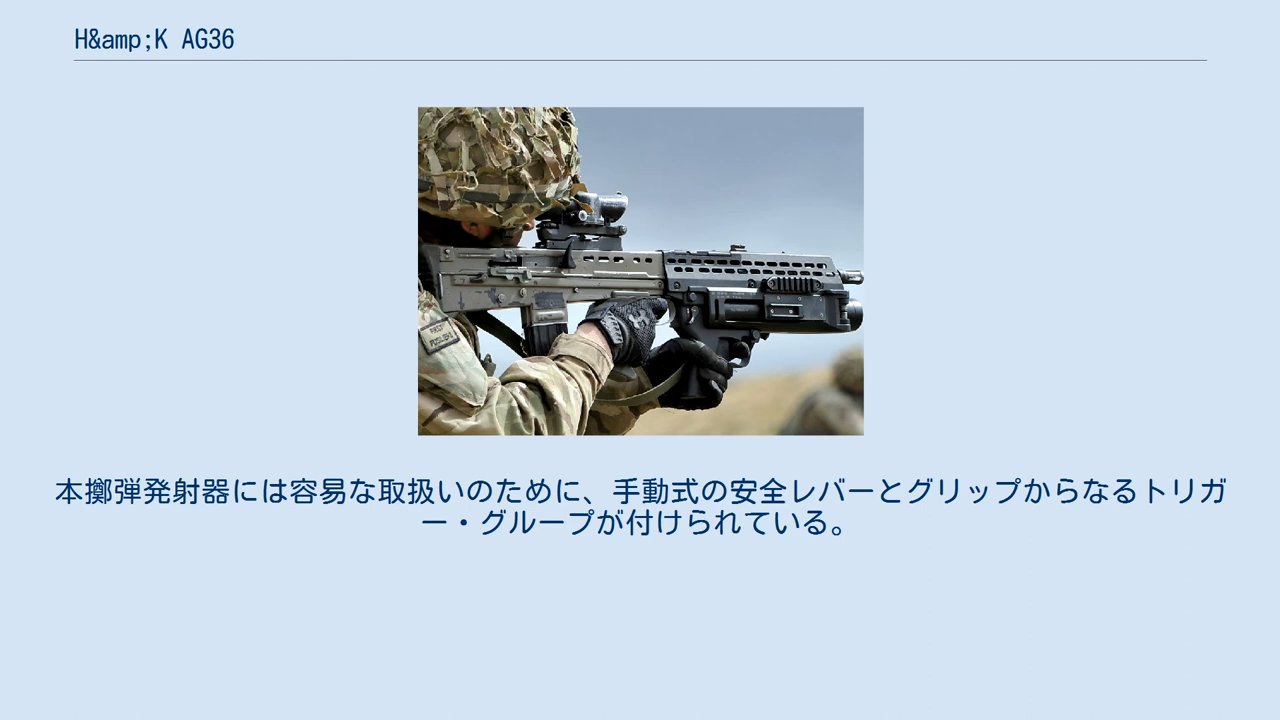 H&amp;K AG36
本擲弾発射器には容易な取扱いのために、手動式の安全レバーとグリップからなるトリガ
ー・グループが付けられている。